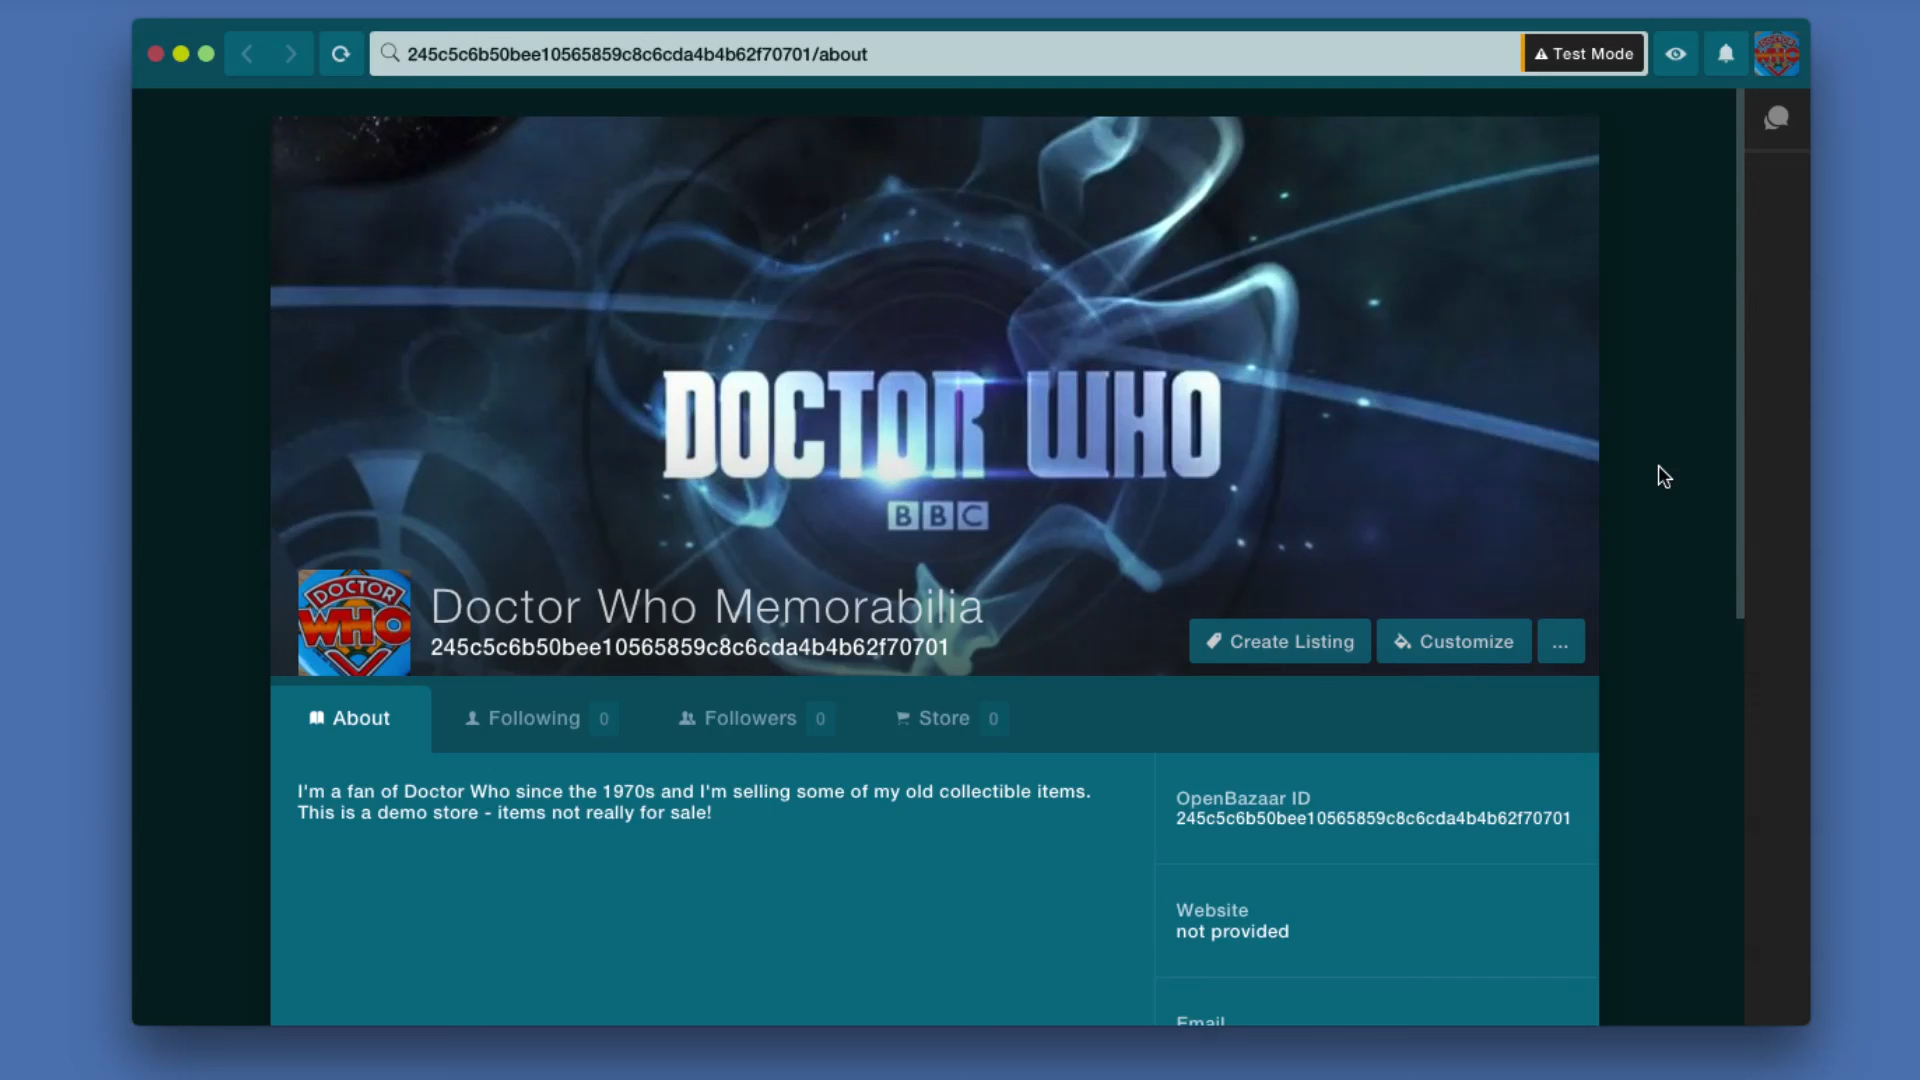 245c5c6b50bee10565859c8c6cda4b4b62f70701/about
Test Mode
DOCTOR WHO
BBC
DOCTOR
WHO
Doctor Who Memorabilia
245c5c6b50bee10565859c8c6cda4b4b62f70701
Create Listing
Customize
...
About
Following 0
Followers 0
Store 0
I'm a fan of Doctor Who since the 1970s and I'm selling some of my old collectible items.
This is a demo store - items not really for sale!
OpenBazaar ID
245c5c6b50bee10565859c8c6cda4b4b62f70701
Website
not provided
Email